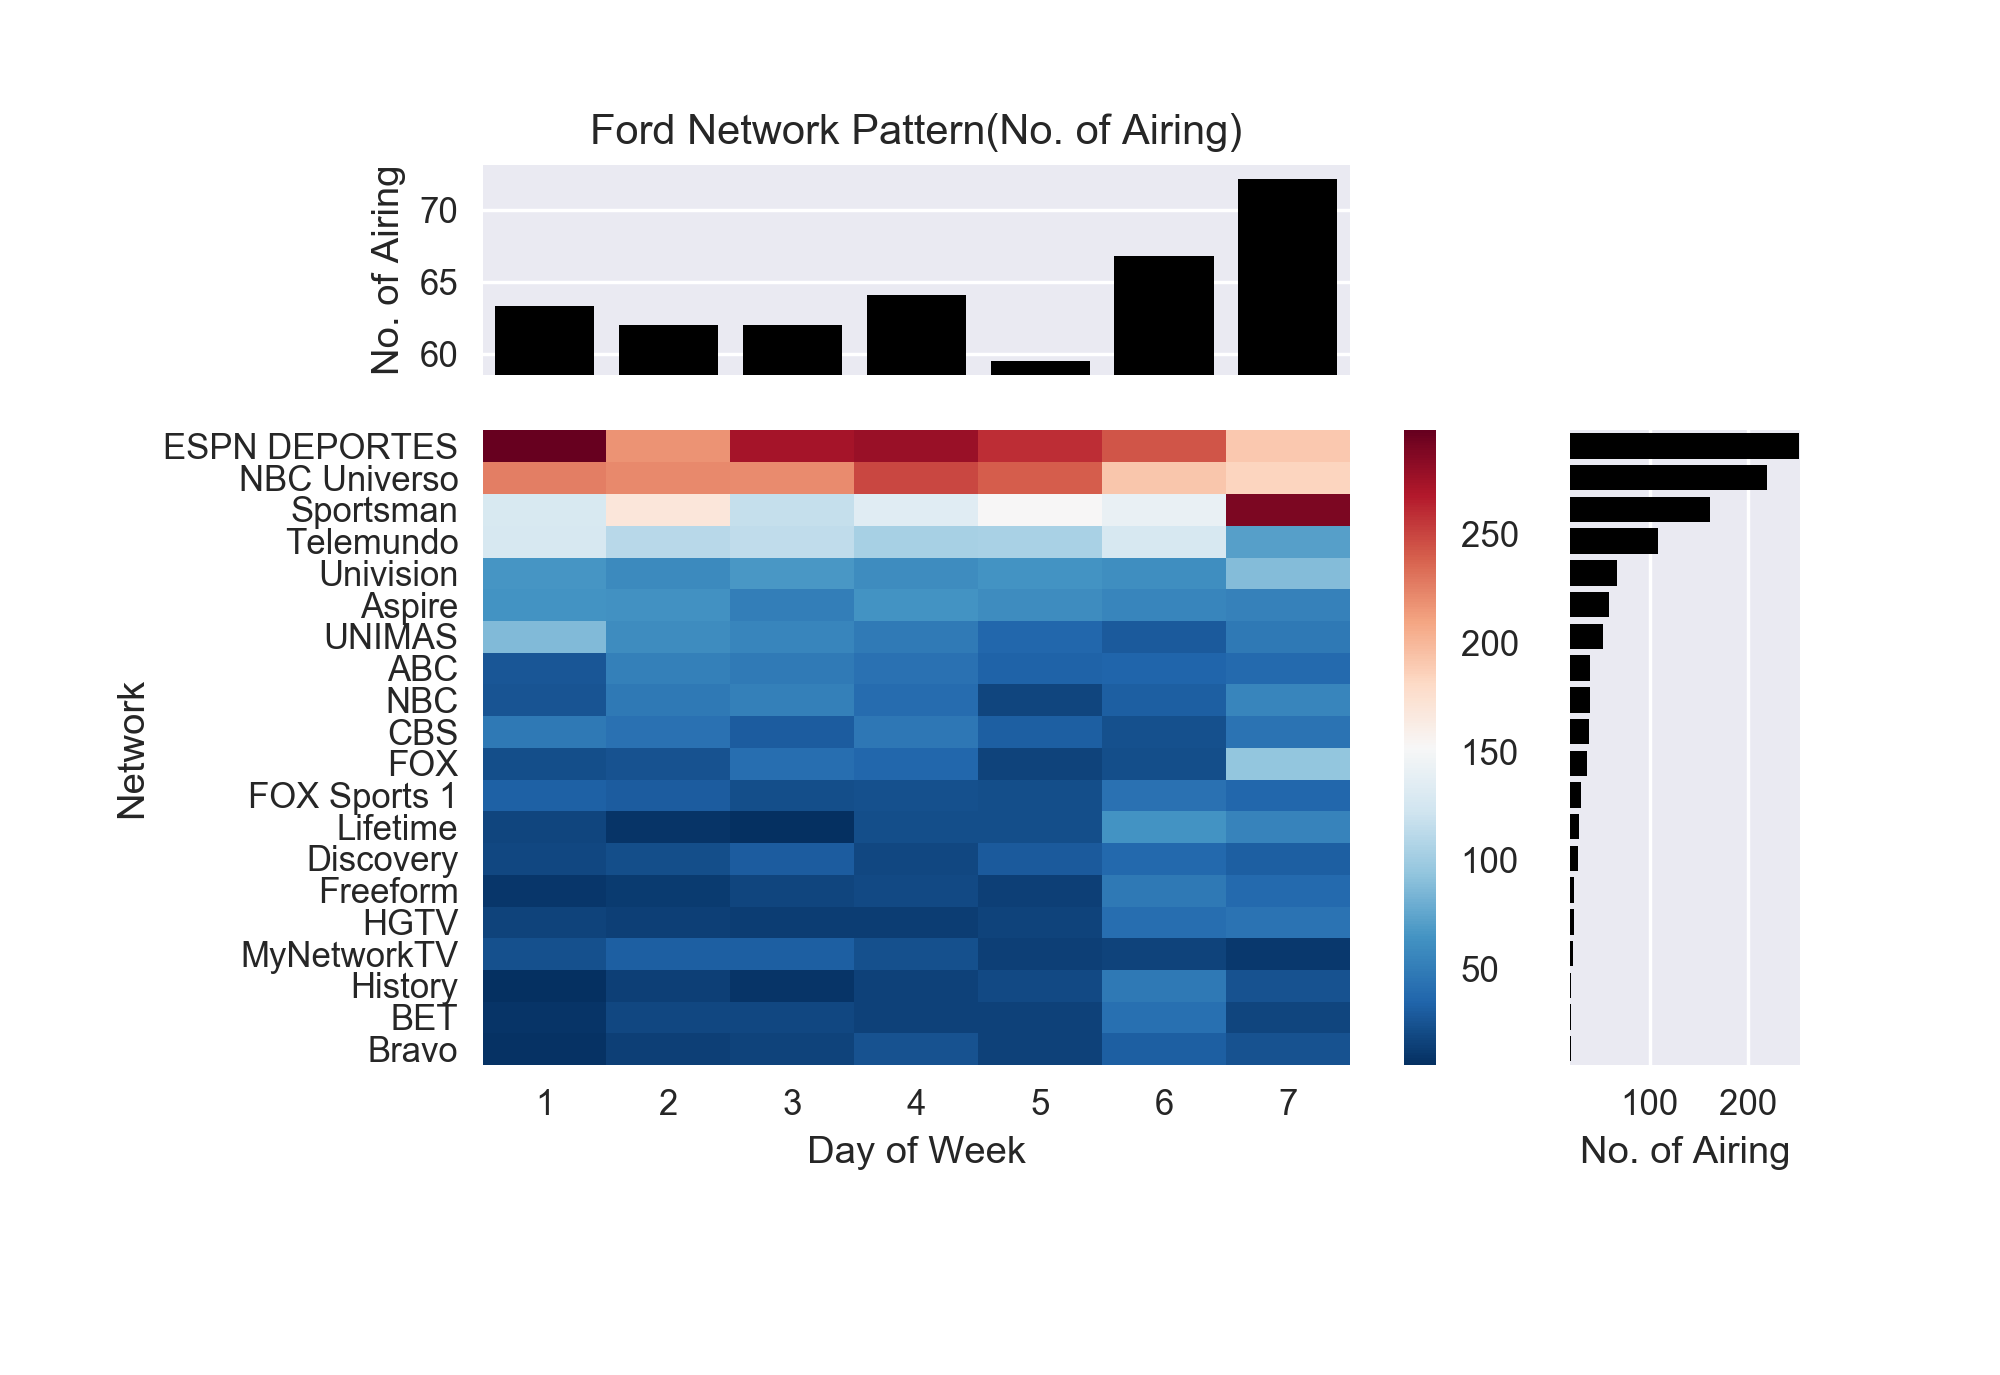 Ford Network Pattern(No. of Airing)
No. of Airing
70
65
60
Network
ESPN DEPORTES
NBC Universo
Sportsman
Telemundo
Univision
Aspire
UNIMAS
ABC
NBC
CBS
FOX
FOX Sports 1
Lifetime
Discovery
Freeform
HGTV
MyNetworkTV
History
BET
Bravo
1 2 3 4 5 6 7
Day of Week
250
200
150
100
50
100 200
No. of Airing